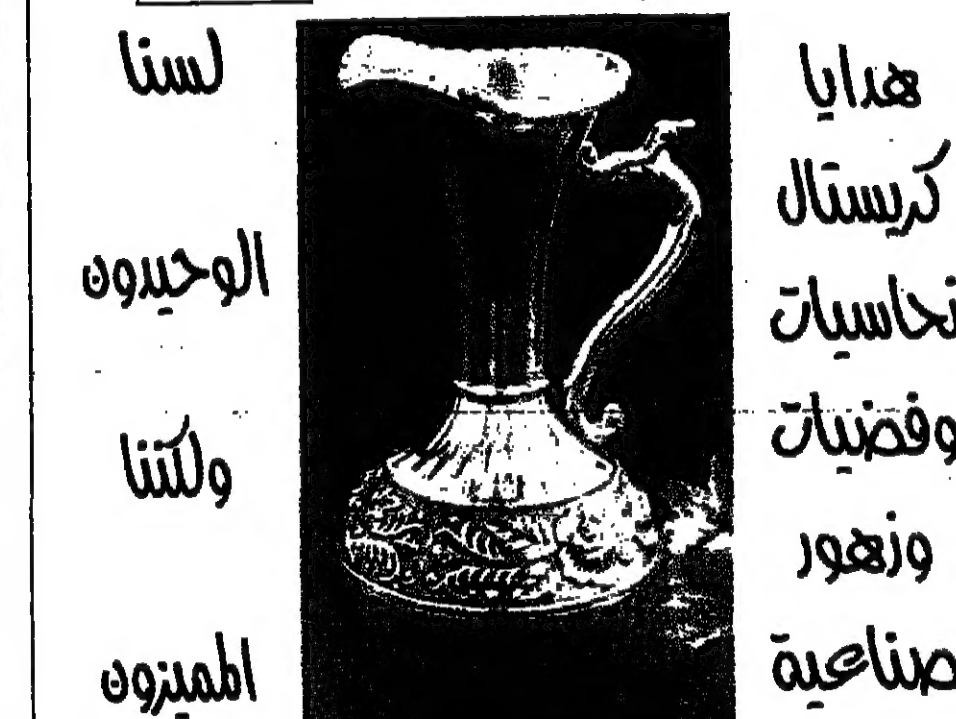 هدايا
كريستال
نحاسيات
وفضيات
وزهور
صناعية
لسنا
الوحيدون
ولكننا
المميزون